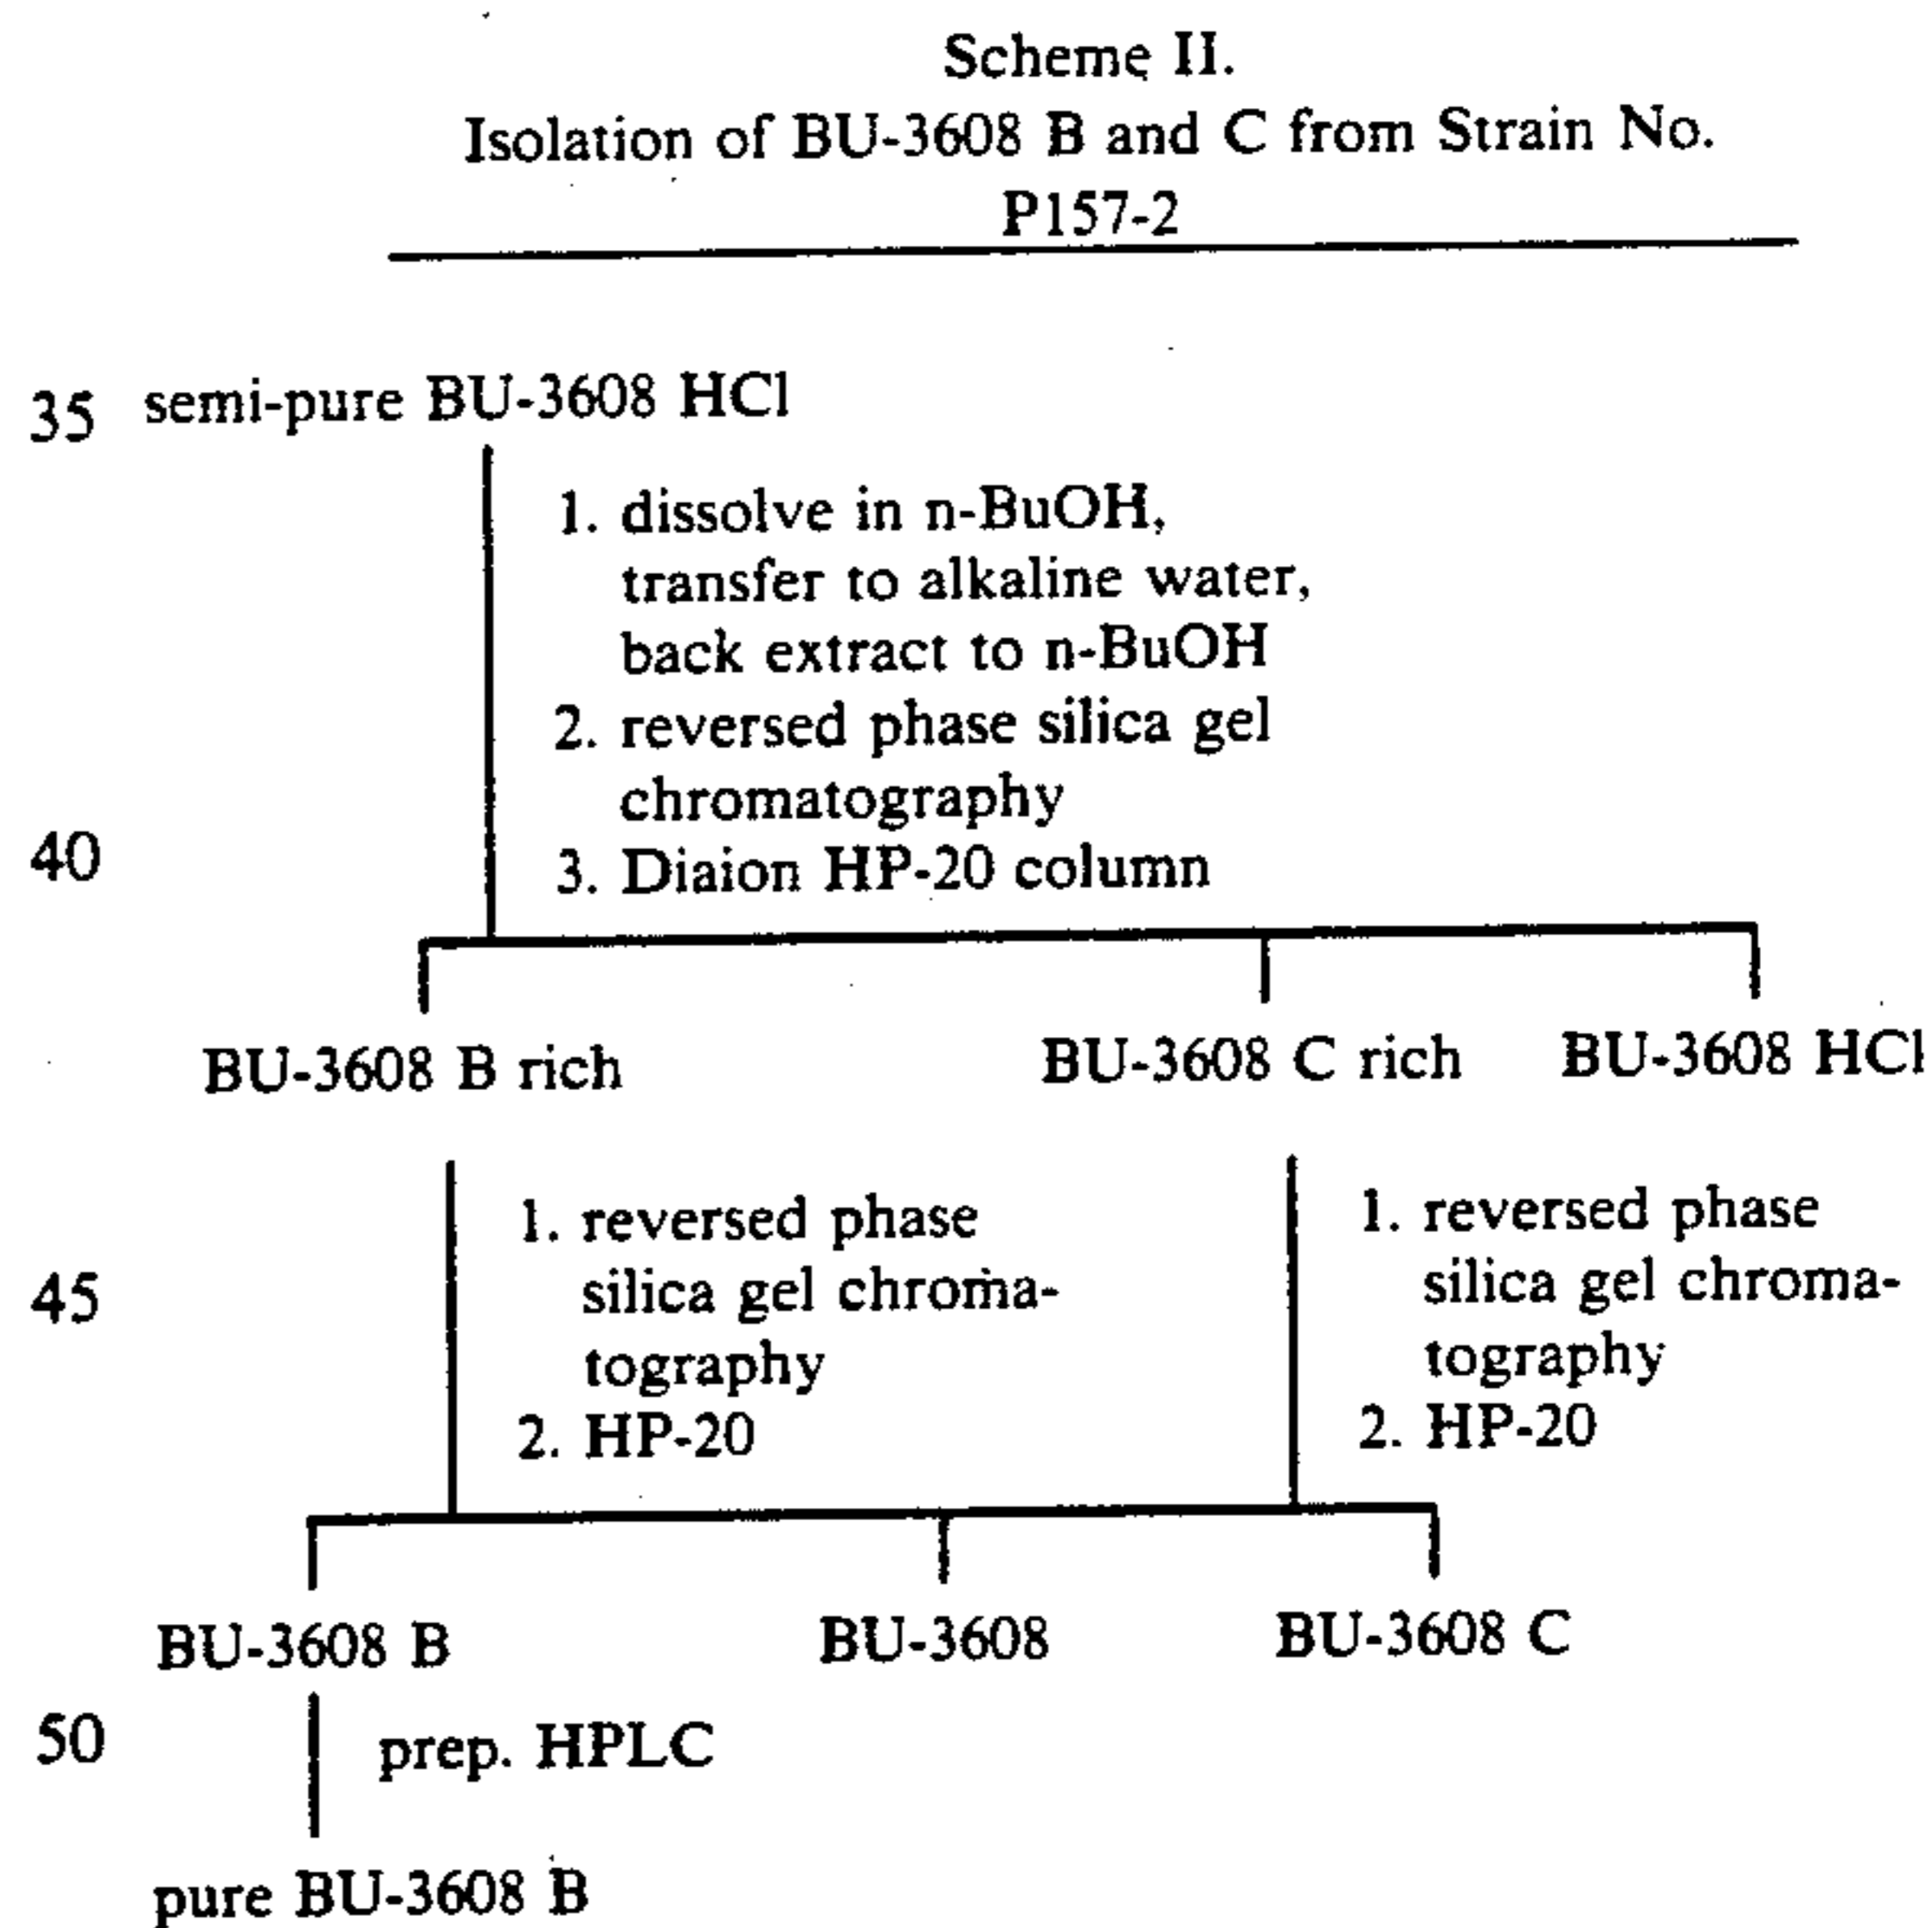 Scheme II.
Isolation of BU-3608 B and C from Strain No.
P157-2
35 semi-pure BU-3608 HCl
1. dissolve in n-BuOH,
transfer to alkaline water,
back extract to n-BuOH
2. reversed phase silica gel
chromatography
40
3. Diaion HP-20 column
BU-3608 B rich
BU-3608 C rich
BU-3608 HCl
1. reversed phase
silica gel chroma-
tography
2. HP-20
1. reversed phase
silica gel chroma-
tography
2. HP-20
45
BU-3608 B
BU-3608
BU-3608 C
50
prep. HPLC
pure BU-3608 B